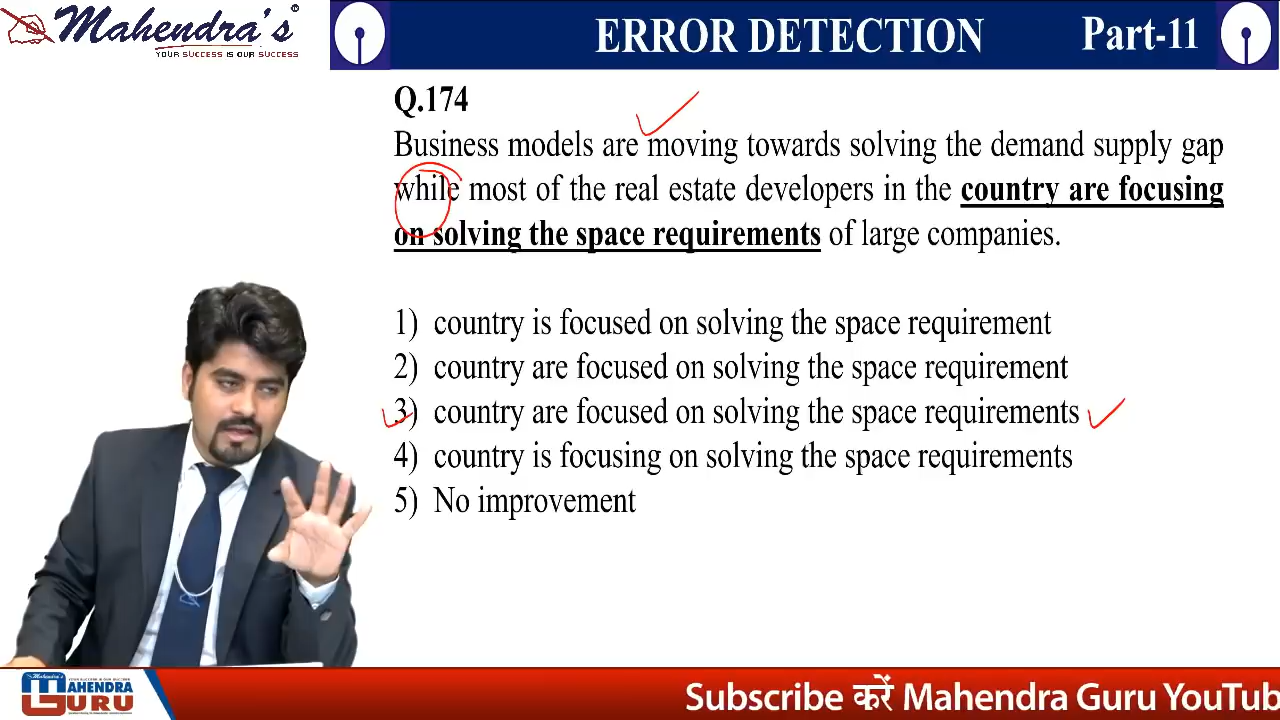 Mahendra's
YOUR SUCCESS IS OUR SUCCESS
ERROR DETECTION
Part-11
Q.174
Business models are moving towards solving the demand supply gap
while most of the real estate developers in the country are focusing
on solving the space requirements of large companies.
1) country is focused on solving the space requirement
2) country are focused on solving the space requirement
3) country are focused on solving the space requirements
4) country is focusing on solving the space requirements
5) No improvement
MAHENDRA
GURU
Subscribe करें Mahendra Guru YouTub